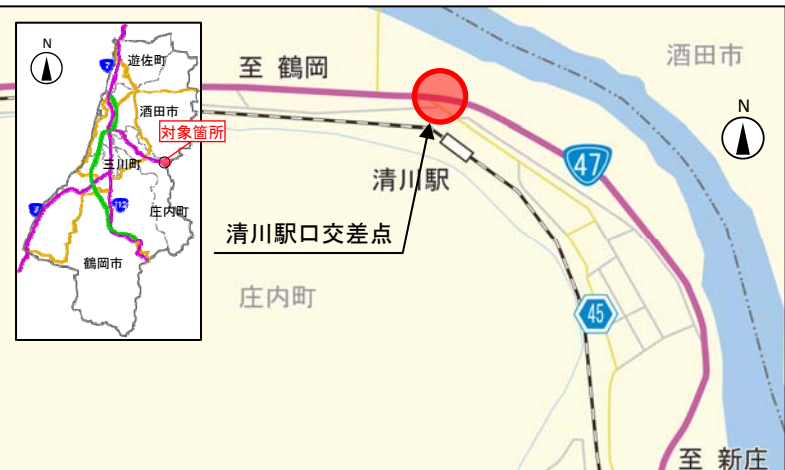 N
7
遊佐町
酒田市
対象箇所
三川町
7
112
庄内町
鶴岡市
至 鶴岡
酒田市
N
47
清川駅
清川駅口交差点
庄内町
45
至 新庄